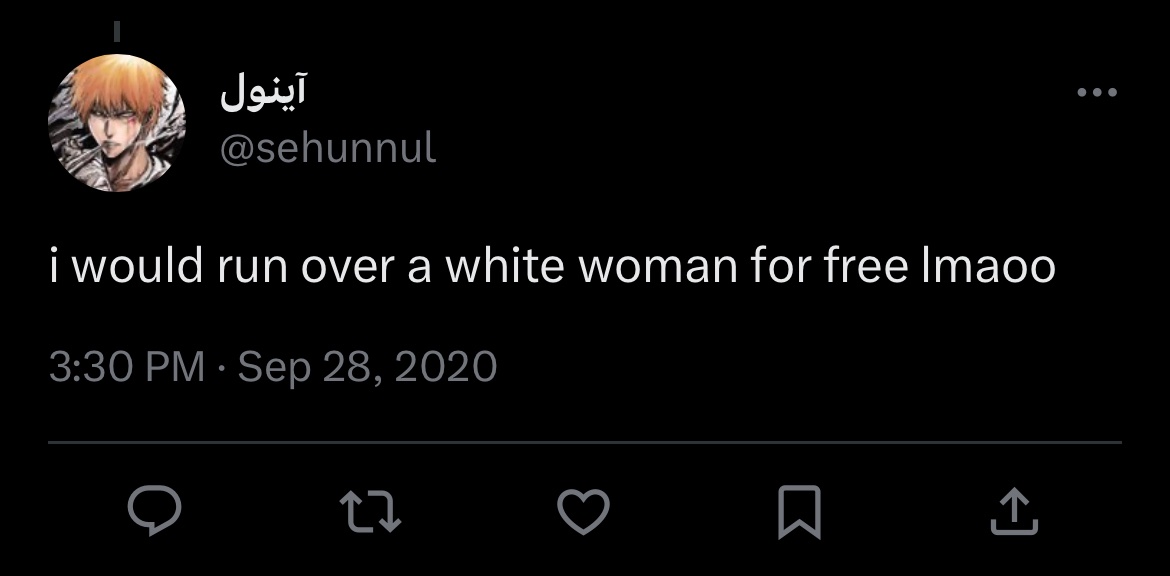 آینول
@sehunnul
i would run over a white woman for free lmaoo
3:30 PM · Sep 28, 2020